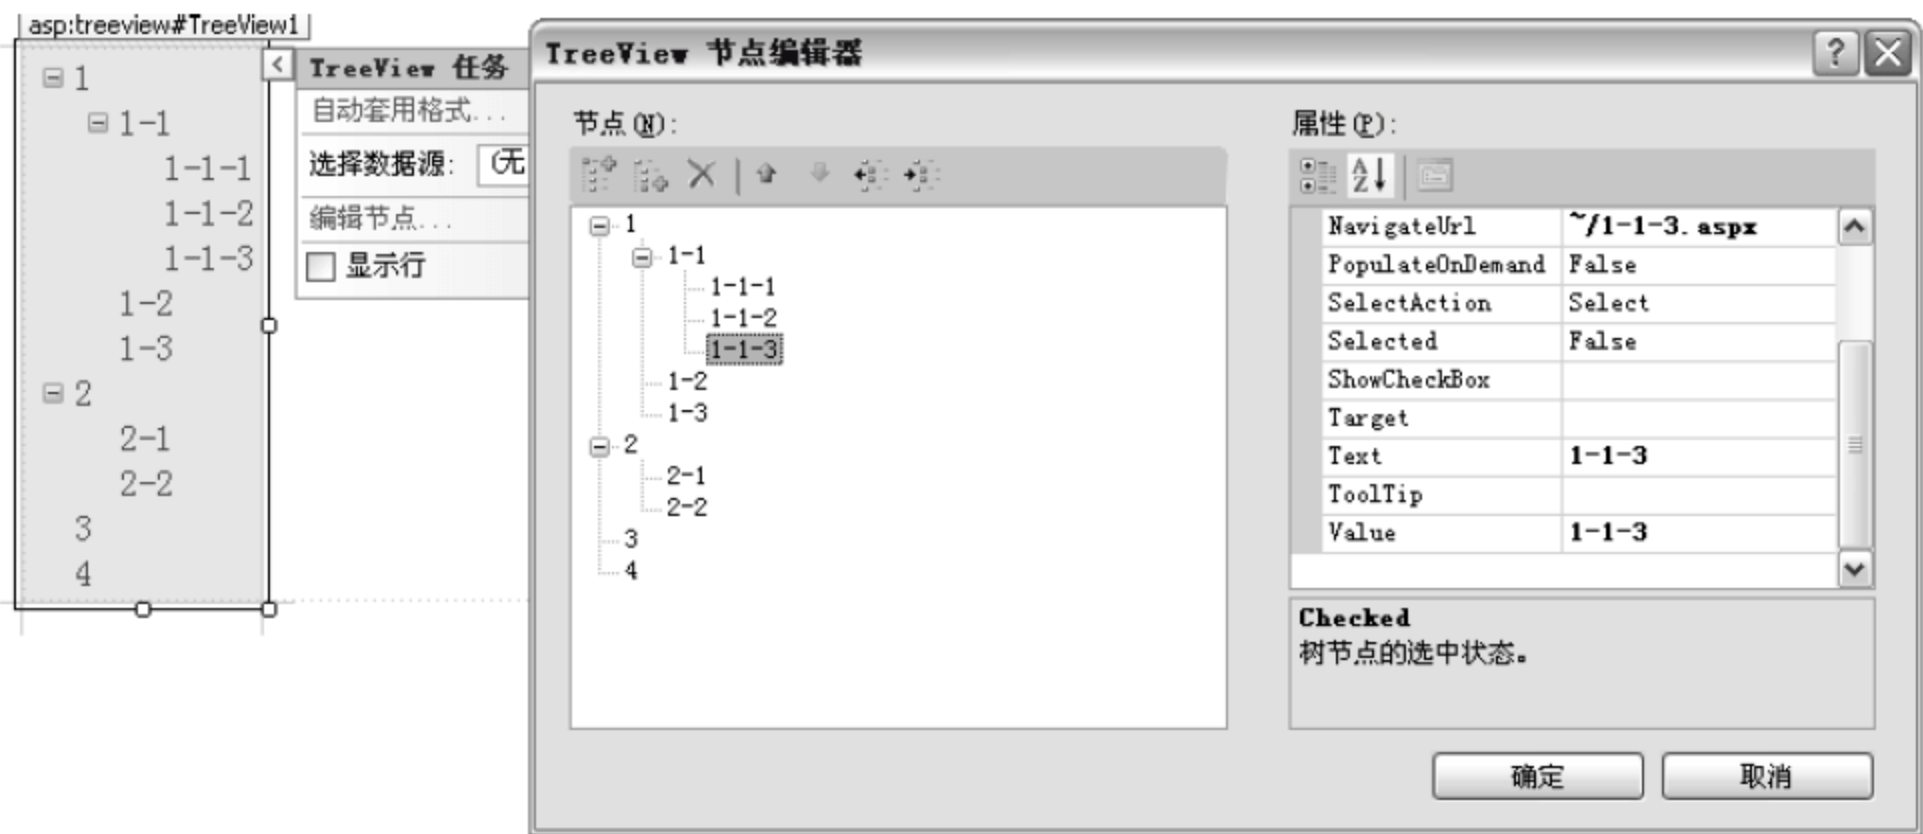 asp:treeview#TreeView1
1
1-1
1-1-1
1-1-2
1-1-3
1-2
1-3
2
2-1
2-2
3
4
TreeView 任务
自动套用格式...
选择数据源: (无
编辑节点...
显示行
TreeView 节点编辑器
节点(N):
1
1-1
1-1-1
1-1-2
1-1-3
1-2
1-3
2
2-1
2-2
3
4
属性(P):
NavigateUrl ~/1-1-3.aspx
PopulateOnDemand False
SelectAction Select
Selected False
ShowCheckBox
Target
Text 1-1-3
ToolTip
Value 1-1-3
Checked
树节点的选中状态。
确定 取消